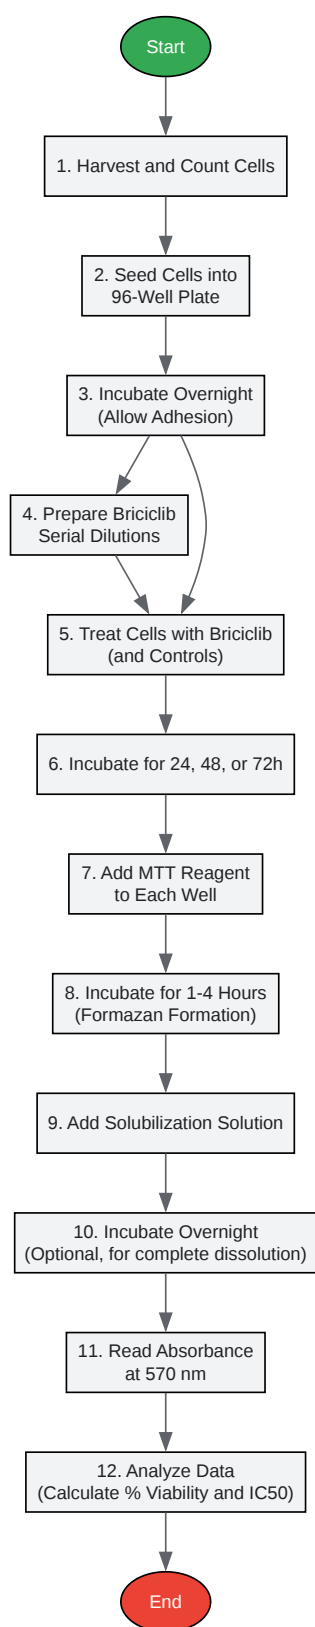 Start
1. Harvest and Count Cells
2. Seed Cells into
96-Well Plate
3. Incubate Overnight
(Allow Adhesion)
4. Prepare Briciclib
Serial Dilutions
5. Treat Cells with Briciclib
(and Controls)
6. Incubate for 24, 48, or 72h
7. Add MTT Reagent
to Each Well
8. Incubate for 1-4 Hours
(Formazan Formation)
9. Add Solubilization Solution
10. Incubate Overnight
(Optional, for complete dissolution)
11. Read Absorbance
at 570 nm
12. Analyze Data
(Calculate % Viability and IC50)
End